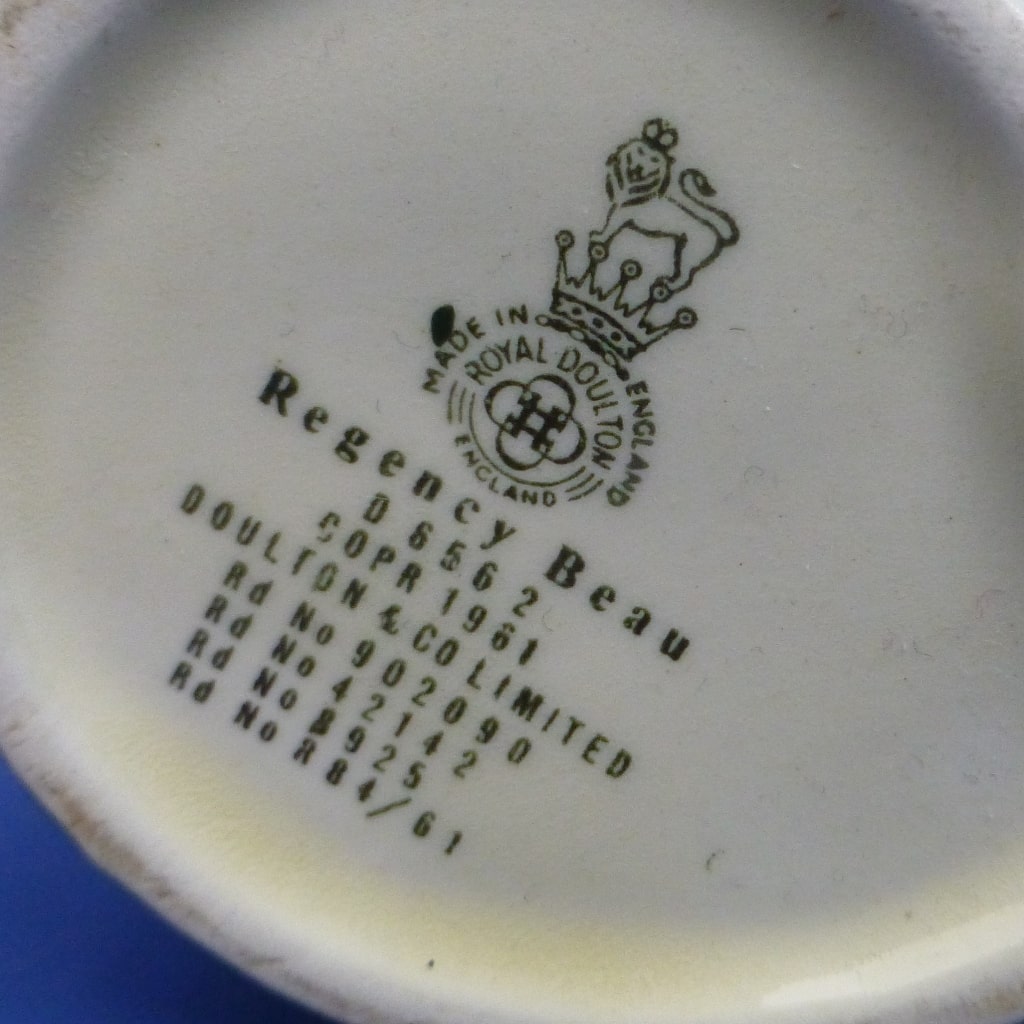 MADE IN ENGLAND
ROYAL DOULTON
ENGLAND
Regency Beau
D 6562
COPR 1961
DOULTON & CO LIMITED
Rd No 902090
Rd No 42142
Rd No 8925
Rd No R84/61